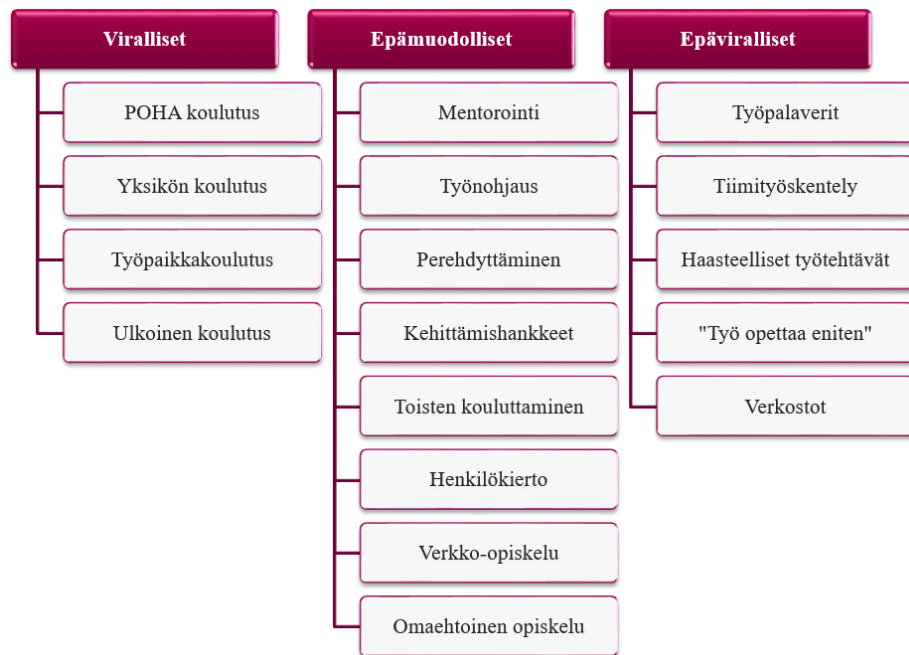 Viralliset
POHA koulutus
Yksikön koulutus
Työpaikkakoulutus
Ulkoinen koulutus
Epämuodolliset
Mentorointi
Työnohjaus
Perehdyttäminen
Kehittämishankkeet
Toisten kouluttaminen
Henkilökierto
Verkko-opiskelu
Omaehtoinen opiskelu
Epäviralliset
Työpalaverit
Tiimityöskentely
Haasteelliset työtehtävät
"Työ opettaa eniten"
Verkostot